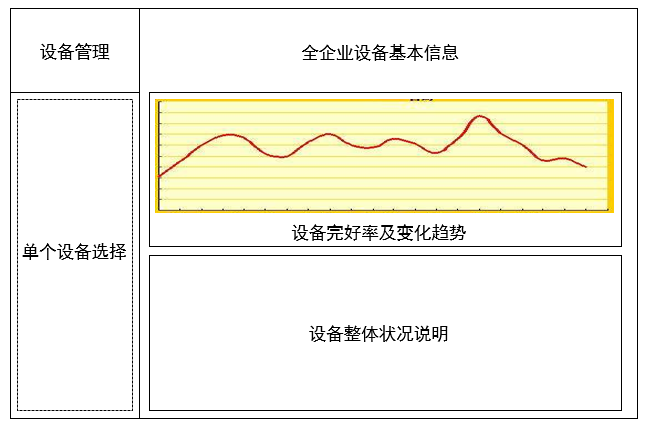 设备管理
全企业设备基本信息
单个设备选择
设备完好率及变化趋势
设备整体状况说明